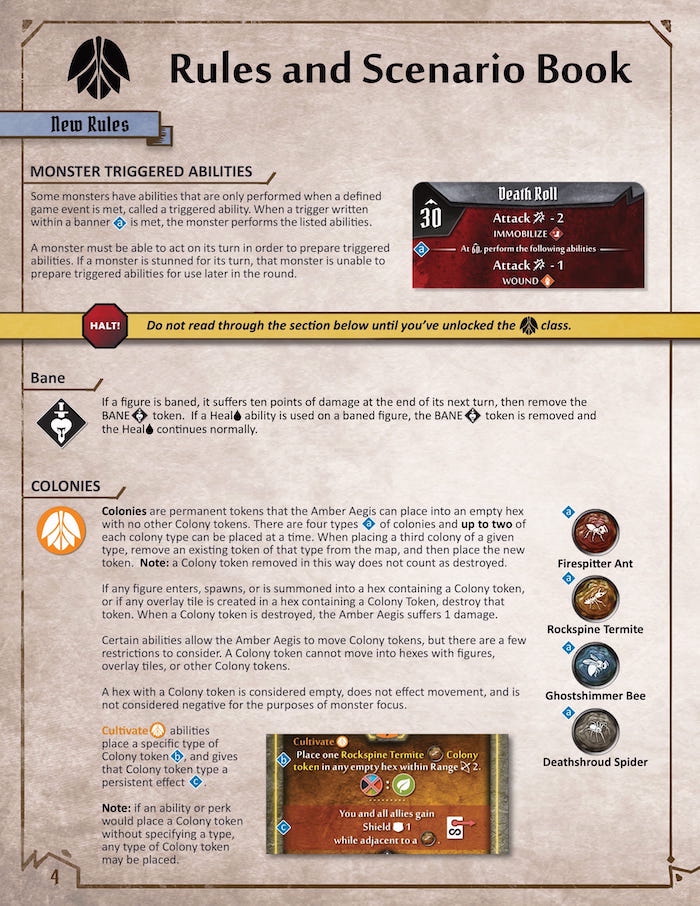 Rules and Scenario Book
New Rules
MONSTER TRIGGERED ABILITIES
Some monsters have abilities that are only performed when a defined
game event is met, called a triggered ability. When a trigger written
within a banner a is met, the monster performs the listed abilities.
A monster must be able to act on its turn in order to prepare triggered
abilities. If a monster is stunned for its turn, that monster is unable to
prepare triggered abilities for use later in the round.
Death Roll
30
Attack - 2
IMMOBILIZE
a
At , perform the following abilities
Attack - 1
WOUND
HALT!
Do not read through the section below until you've unlocked the class.
Bane
If a figure is baned, it suffers ten points of damage at the end of its next turn, then remove the
BANE token. If a Heal ability is used on a baned figure, the BANE token is removed and
the Heal continues normally.
COLONIES
Colonies are permanent tokens that the Amber Aegis can place into an empty hex
with no other Colony tokens. There are four types a of colonies and up to two of
each colony type can be placed at a time. When placing a third colony of a given
type, remove an existing token of that type from the map, and then place the new
token. Note: a Colony token removed in this way does not count as destroyed.
If any figure enters, spawns, or is summoned into a hex containing a Colony token,
or if any overlay tile is created in a hex containing a Colony Token, destroy that
token. When a Colony token is destroyed, the Amber Aegis suffers 1 damage.
Certain abilities allow the Amber Aegis to move Colony tokens, but there are a few
restrictions to consider. A Colony token cannot move into hexes with figures,
overlay tiles, or other Colony tokens.
A hex with a Colony token is considered empty, does not effect movement, and is
not considered negative for the purposes of monster focus.
a
Firespitter Ant
a
Rockspine Termite
a
Ghostshimmer Bee
a
Deathshroud Spider
Cultivate abilities
place a specific type of
Colony token b, and gives
that Colony token type a
persistent effect c.
Note: if an ability or perk
would place a Colony token
without specifying a type,
any type of Colony token
may be placed.
Cultivate
b
Place one Rockspine Termite Colony
token in any empty hex within Range 2.
:
c
You and all allies gain
Shield 1
while adjacent to a .
4